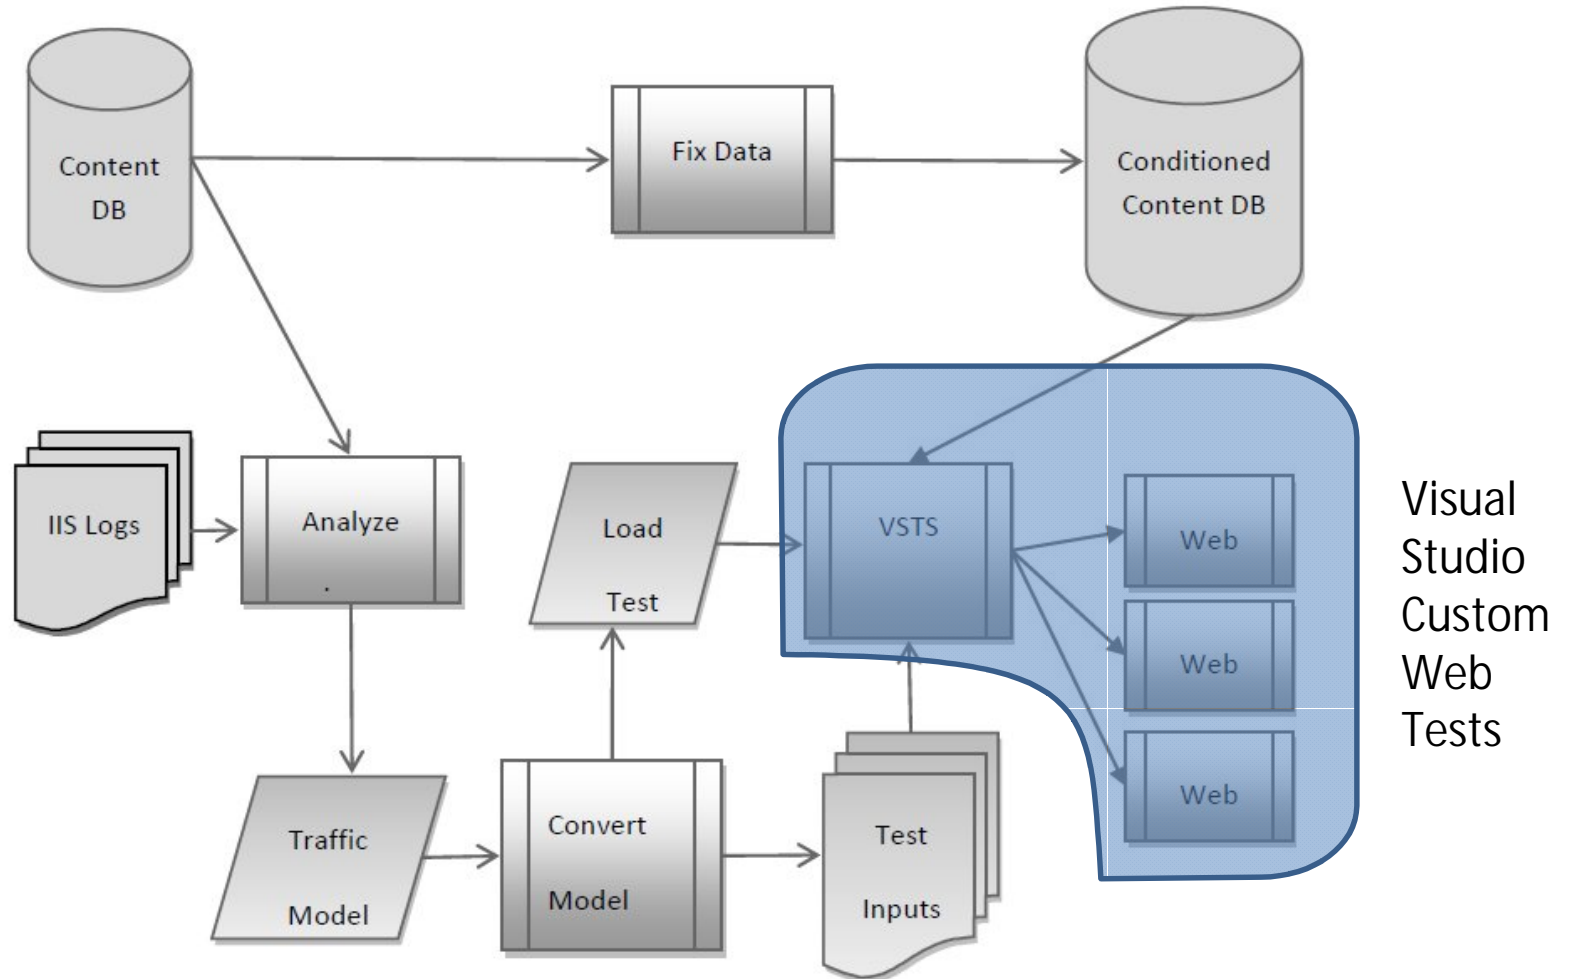 Content
DB
Fix Data
Conditioned
Content DB
IIS Logs
Analyze
.
Load
Test
VSTS
Web
Web
Web
Visual
Studio
Custom
Web
Tests
Traffic
Model
Convert
Model
Test
Inputs